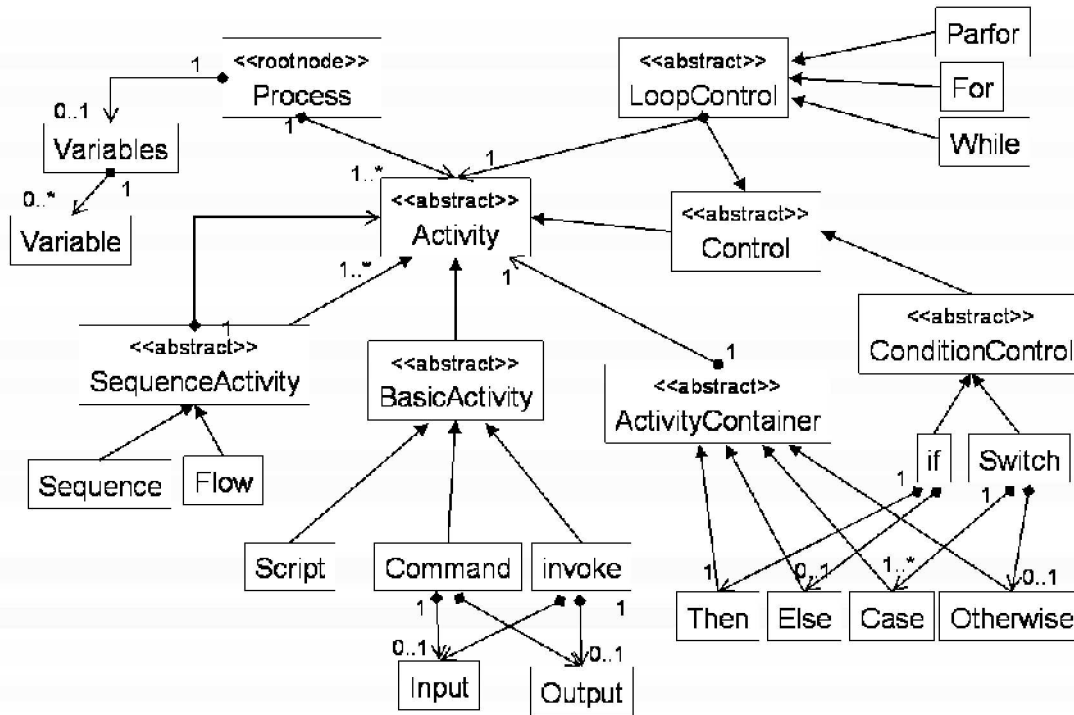 <<rootnode>>
Process
1
1
0..1
Variables
1
0..*
Variable
<<abstract>>
LoopControl
Parfor
For
While
1
1..*
<<abstract>>
Activity
1..*
1
<<abstract>>
Control
1
<<abstract>>
SequenceActivity
Sequence
Flow
<<abstract>>
BasicActivity
Script
Command
invoke
1
1
0..1
0..1
Input
Output
1
<<abstract>>
ActivityContainer
<<abstract>>
ConditionControl
if
Switch
1
1
1
0..1
1..*
0..1
Then
Else
Case
Otherwise